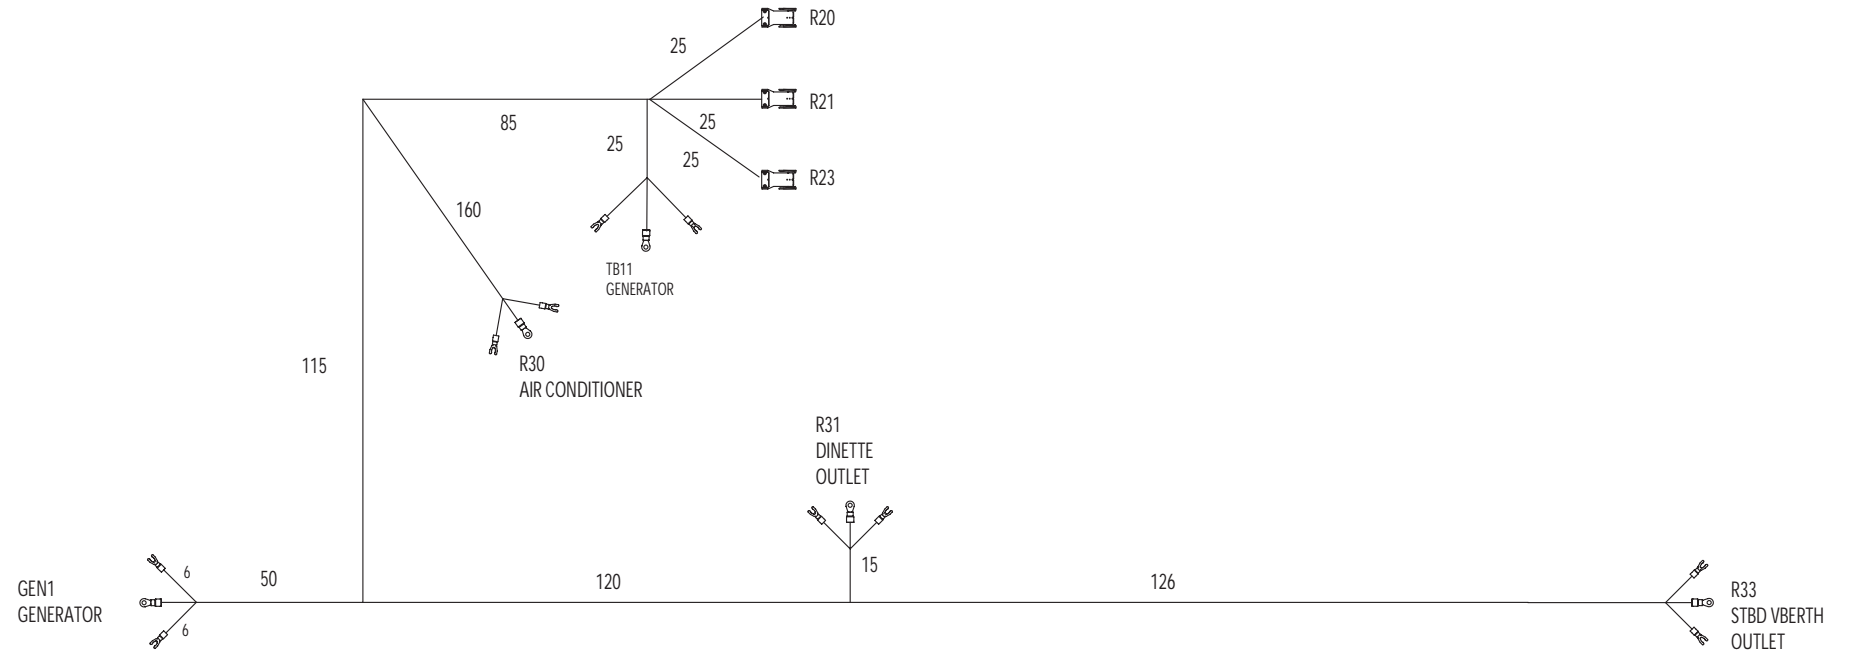 R20
25
R21
85
25
25
25
R23
160
TB11
GENERATOR
115
R30
AIR CONDITIONER
R31
DINETTE
OUTLET
15
6
50
120
126
GEN1
GENERATOR
6
R33
STBD VBERTH
OUTLET